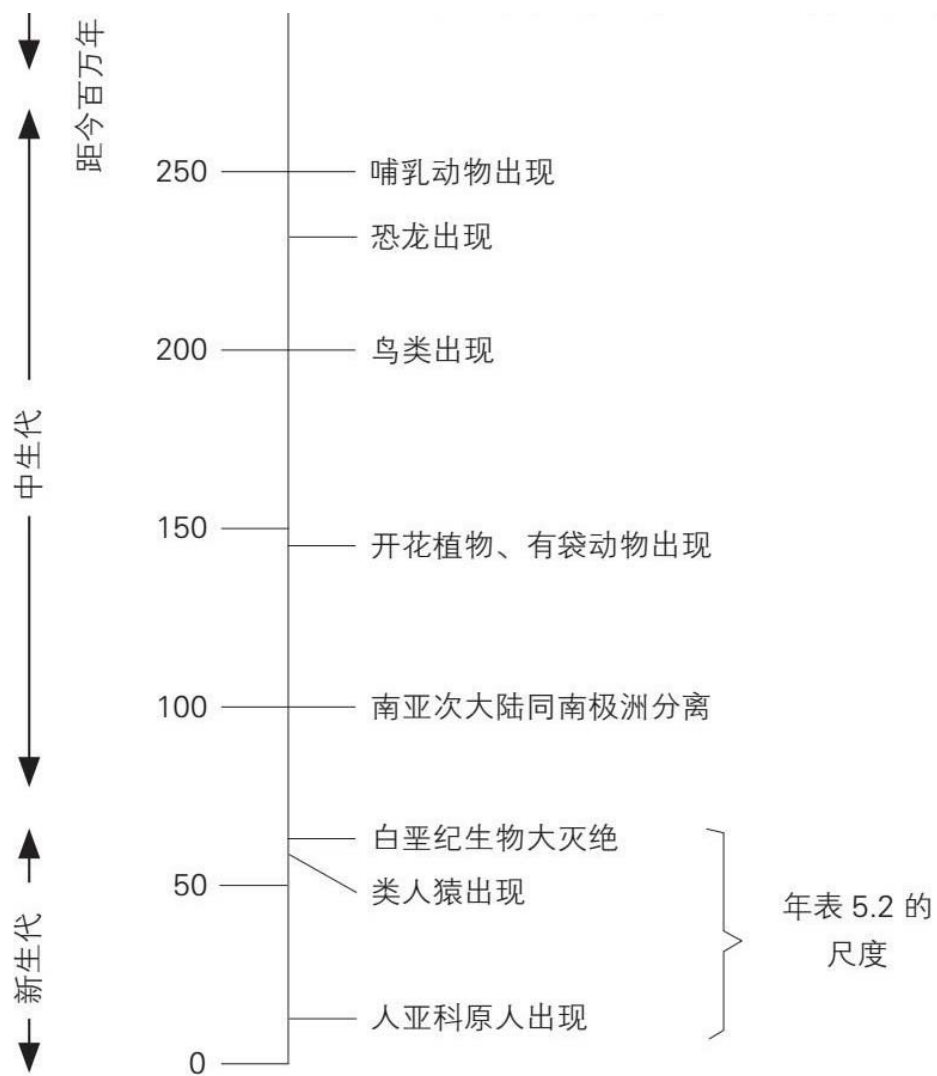 距今百万年
250 哺乳动物出现
恐龙出现
200 鸟类出现
中生代
150
开花植物、有袋动物出现
100 南亚次大陆同南极洲分离
白垩纪生物大灭绝
50
类人猿出现
年表 5.2 的
尺度
新生代
人亚科原人出现
0